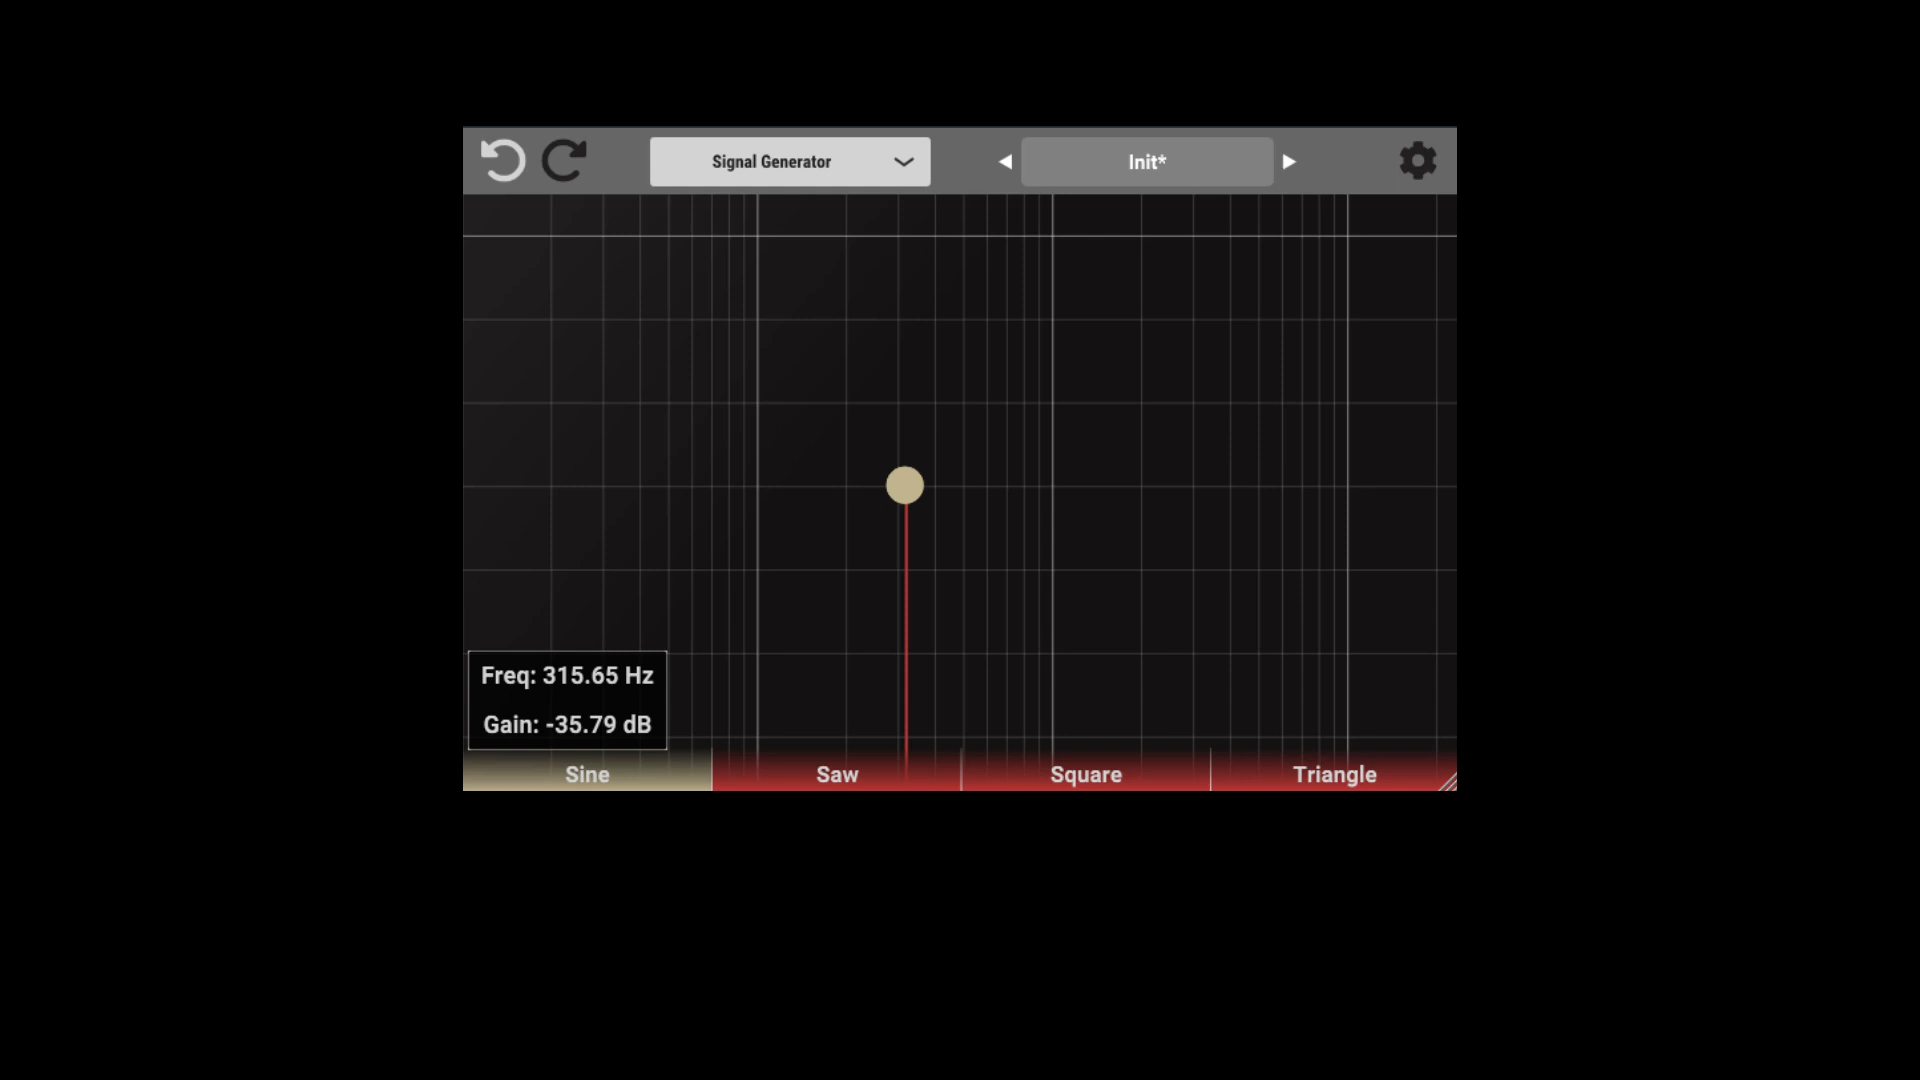 Signal Generator
Init*
Freq: 315.65 Hz
Gain: -35.79 dB
Sine
Saw
Square
Triangle